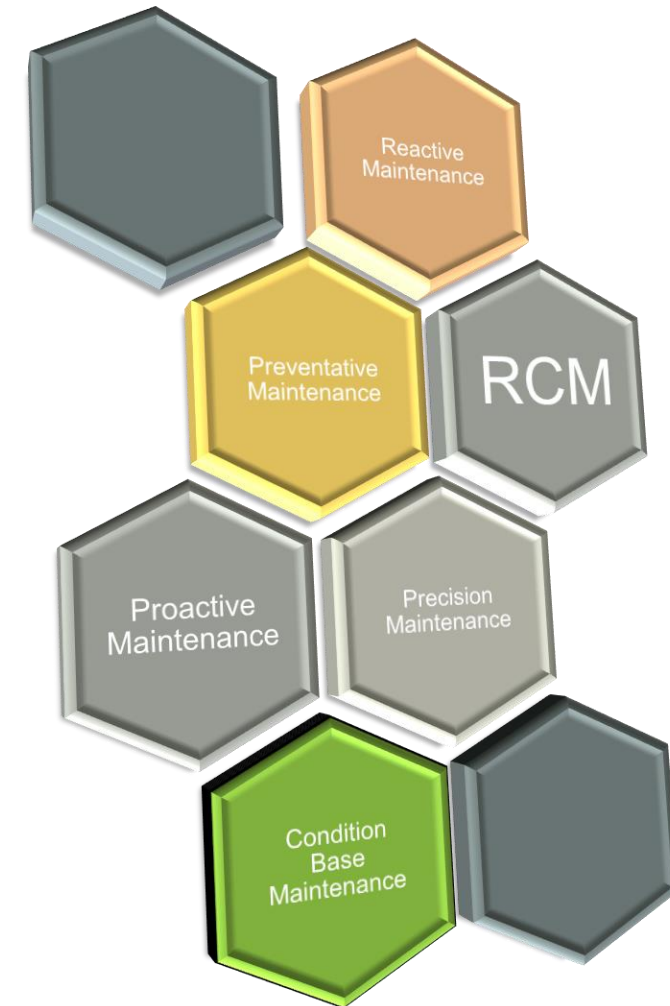 Reactive
Maintenance
Preventative
Maintenance
RCM
Proactive
Maintenance
Precision
Maintenance
Condition
Base
Maintenance